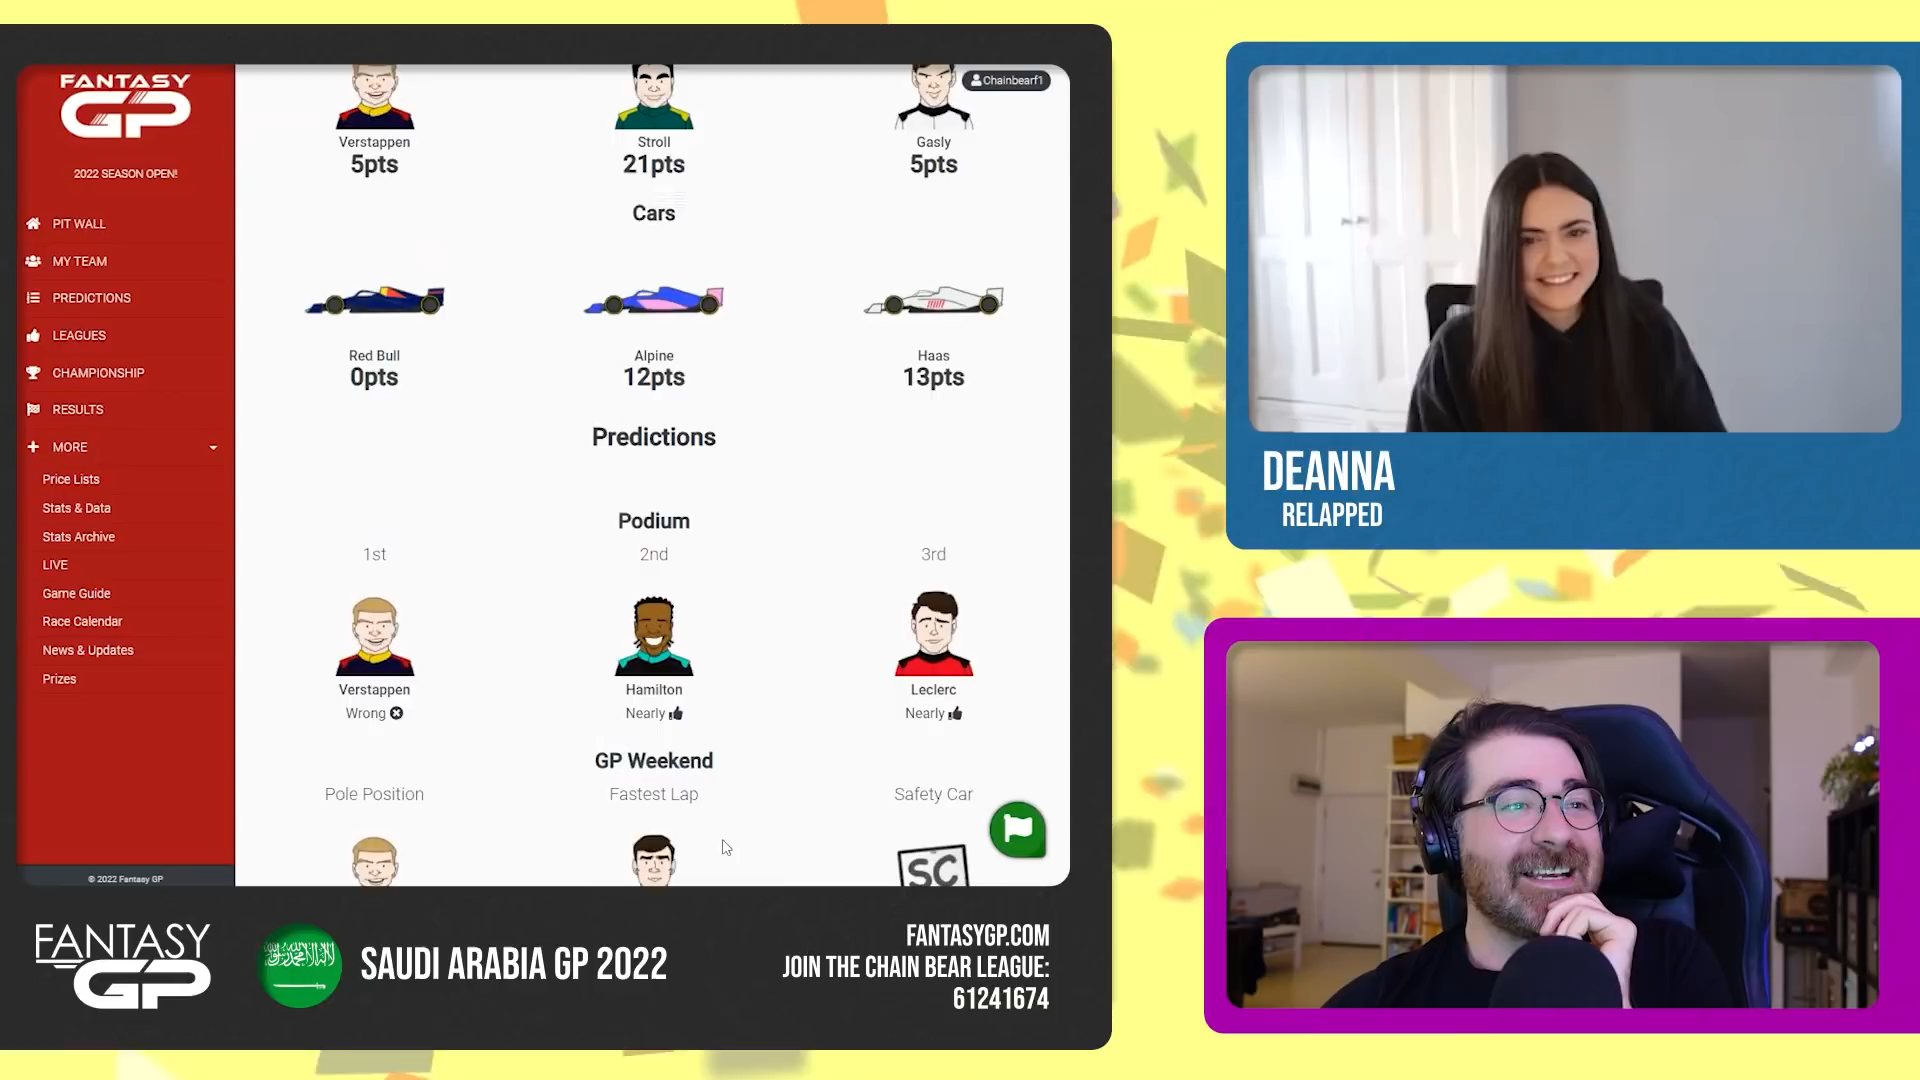 FANTASY
GP
2022 SEASON OPEN!
PIT WALL
MY TEAM
PREDICTIONS
LEAGUES
CHAMPIONSHIP
RESULTS
MORE
Price Lists
Stats & Data
Stats Archive
LIVE
Game Guide
Race Calendar
News & Updates
Prizes
© 2022 Fantasy GP
Chainbearf1
Verstappen
5pts
Stroll
21pts
Gasly
5pts
Cars
Red Bull
0pts
Alpine
12pts
Haas
13pts
Predictions
Podium
1st
2nd
3rd
Verstappen
Wrong
Hamilton
Nearly
Leclerc
Nearly
GP Weekend
Pole Position
Fastest Lap
Safety Car
SC
FANTASY
GP
SAUDI ARABIA GP 2022
FANTASYGP.COM
JOIN THE CHAIN BEAR LEAGUE:
61241674
DEANNA
RELAPPED